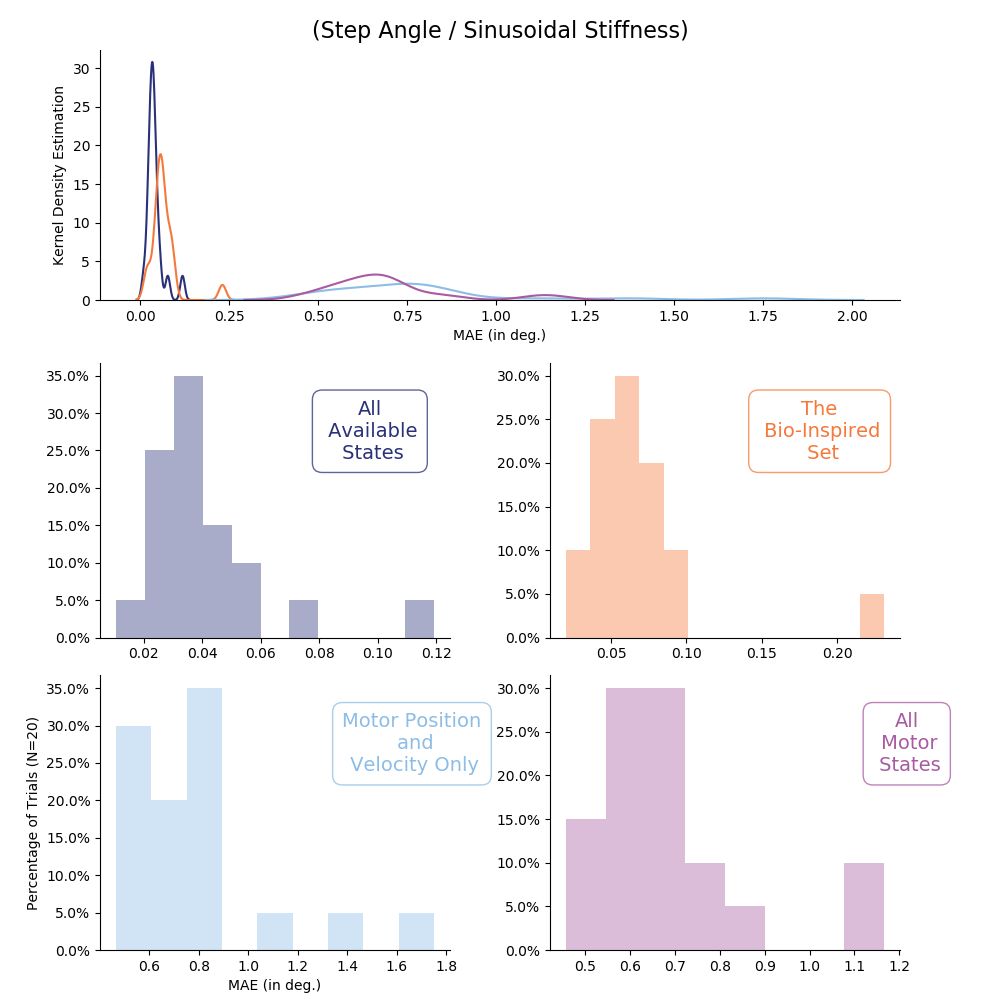 (Step Angle / Sinusoidal Stiffness)
Kernel Density Estimation
30
25
20
15
10
5
0
0.00 0.25 0.50 0.75 1.00 1.25 1.50 1.75 2.00
MAE (in deg.)
35.0%
30.0%
25.0%
20.0%
15.0%
10.0%
5.0%
0.0%
All
Available
States
0.02 0.04 0.06 0.08 0.10 0.12
30.0%
25.0%
20.0%
15.0%
10.0%
5.0%
0.0%
The
Bio-Inspired
Set
0.05 0.10 0.15 0.20
Percentage of Trials (N=20)
35.0%
30.0%
25.0%
20.0%
15.0%
10.0%
5.0%
0.0%
Motor Position
and
Velocity Only
0.6 0.8 1.0 1.2 1.4 1.6 1.8
MAE (in deg.)
30.0%
25.0%
20.0%
15.0%
10.0%
5.0%
0.0%
All
Motor
States
0.5 0.6 0.7 0.8 0.9 1.0 1.1 1.2